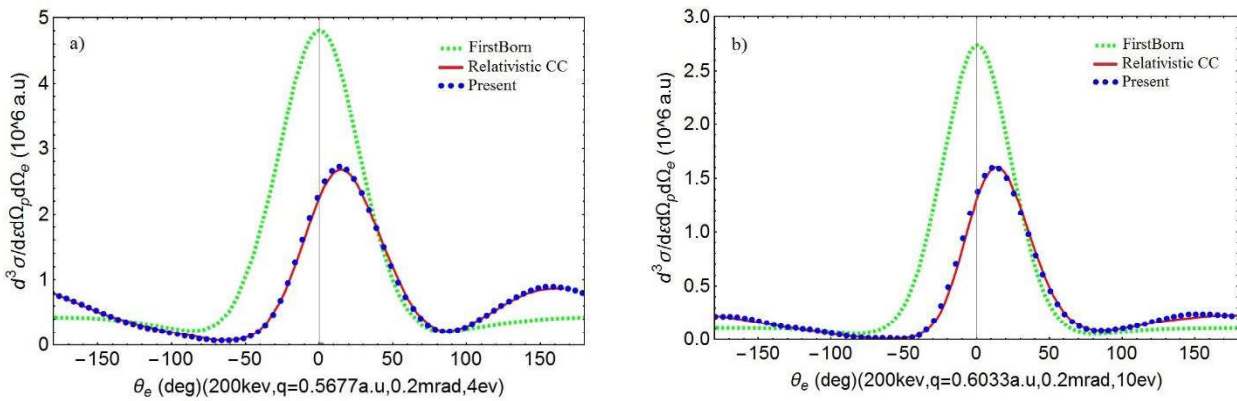 a)
FirstBorn
Relativistic CC
Present
d³σ/dεdΩₚdΩₑ (10^6 a.u)
5
4
3
2
1
0
−150 −100 −50 0 50 100 150
θₑ (deg)(200kev,q=0.5677a.u,0.2mrad,4ev)
b)
FirstBorn
Relativistic CC
Present
d³σ/dεdΩₚdΩₑ (10^6 a.u)
3.0
2.5
2.0
1.5
1.0
0.5
0.0
−150 −100 −50 0 50 100 150
θₑ (deg)(200kev,q=0.6033a.u,0.2mrad,10ev)